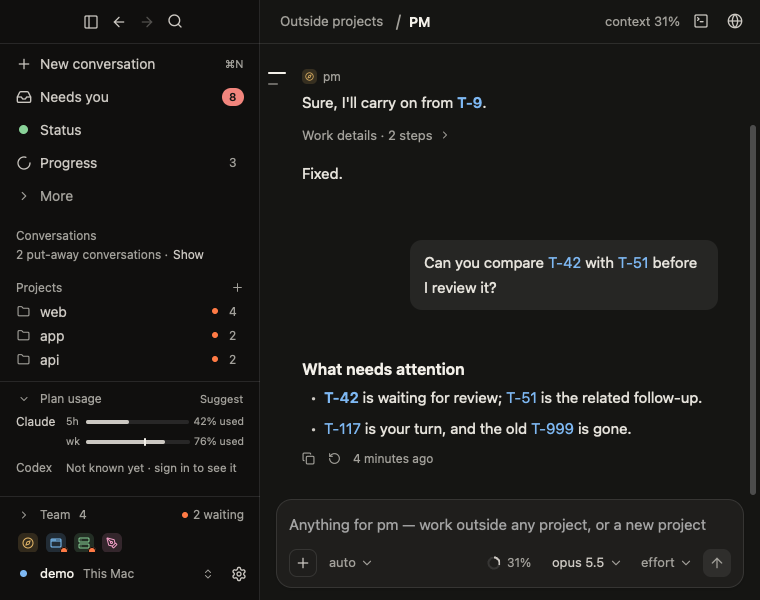 Outside projects / PM
context 31%
New conversation ⌘N
Needs you 8
Status
Progress 3
More
Conversations
2 put-away conversations · Show
Projects
web 4
app 2
api 2
Plan usage Suggest
Claude 5h 42% used
wk 76% used
Codex Not known yet · sign in to see it
Team 4 2 waiting
demo This Mac
pm
Sure, I'll carry on from T-9.
Work details · 2 steps
Fixed.
Can you compare T-42 with T-51 before
I review it?
What needs attention
• T-42 is waiting for review; T-51 is the related follow-up.
• T-117 is your turn, and the old T-999 is gone.
4 minutes ago
Anything for pm — work outside any project, or a new project
auto 31% opus 5.5 effort